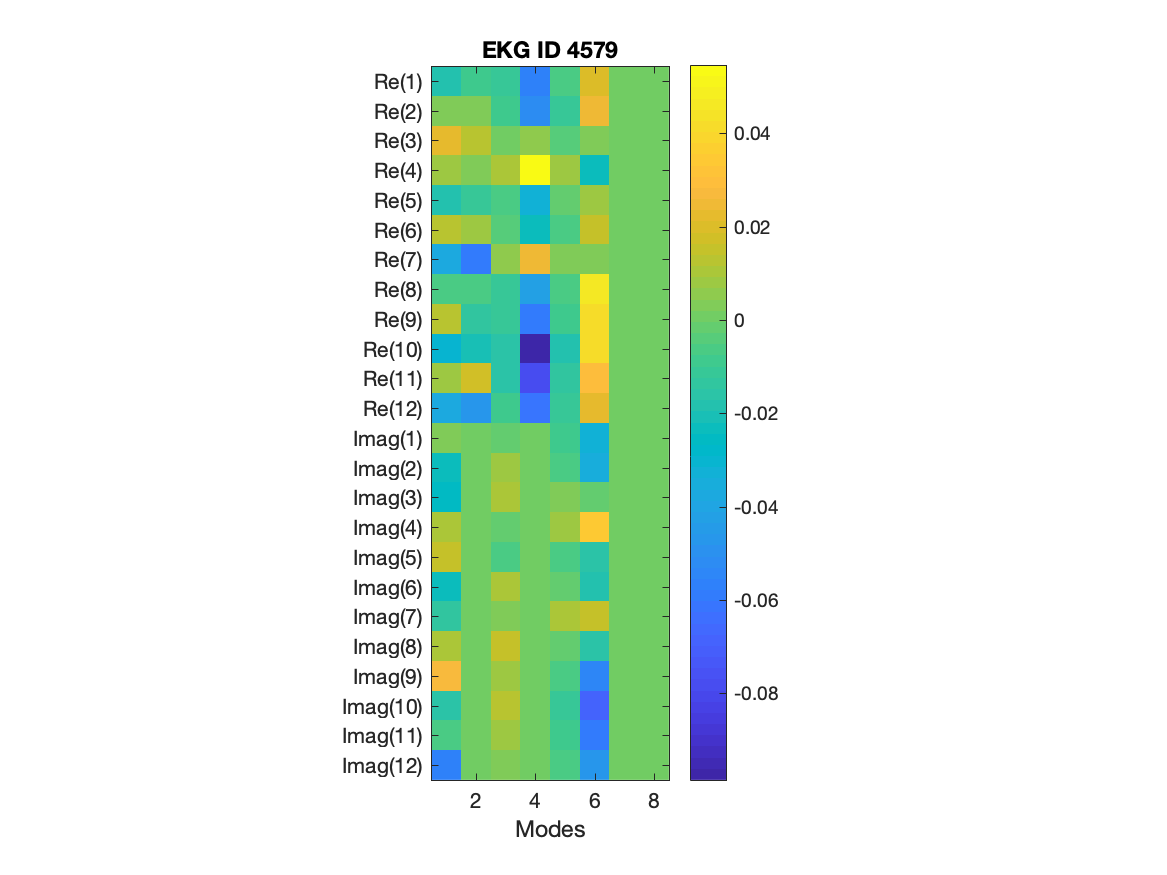 EKG ID 4579
Re(1)
Re(2)
Re(3)
Re(4)
Re(5)
Re(6)
Re(7)
Re(8)
Re(9)
Re(10)
Re(11)
Re(12)
Imag(1)
Imag(2)
Imag(3)
Imag(4)
Imag(5)
Imag(6)
Imag(7)
Imag(8)
Imag(9)
Imag(10)
Imag(11)
Imag(12)
2 4 6 8
Modes
0.04
0.02
0
-0.02
-0.04
-0.06
-0.08